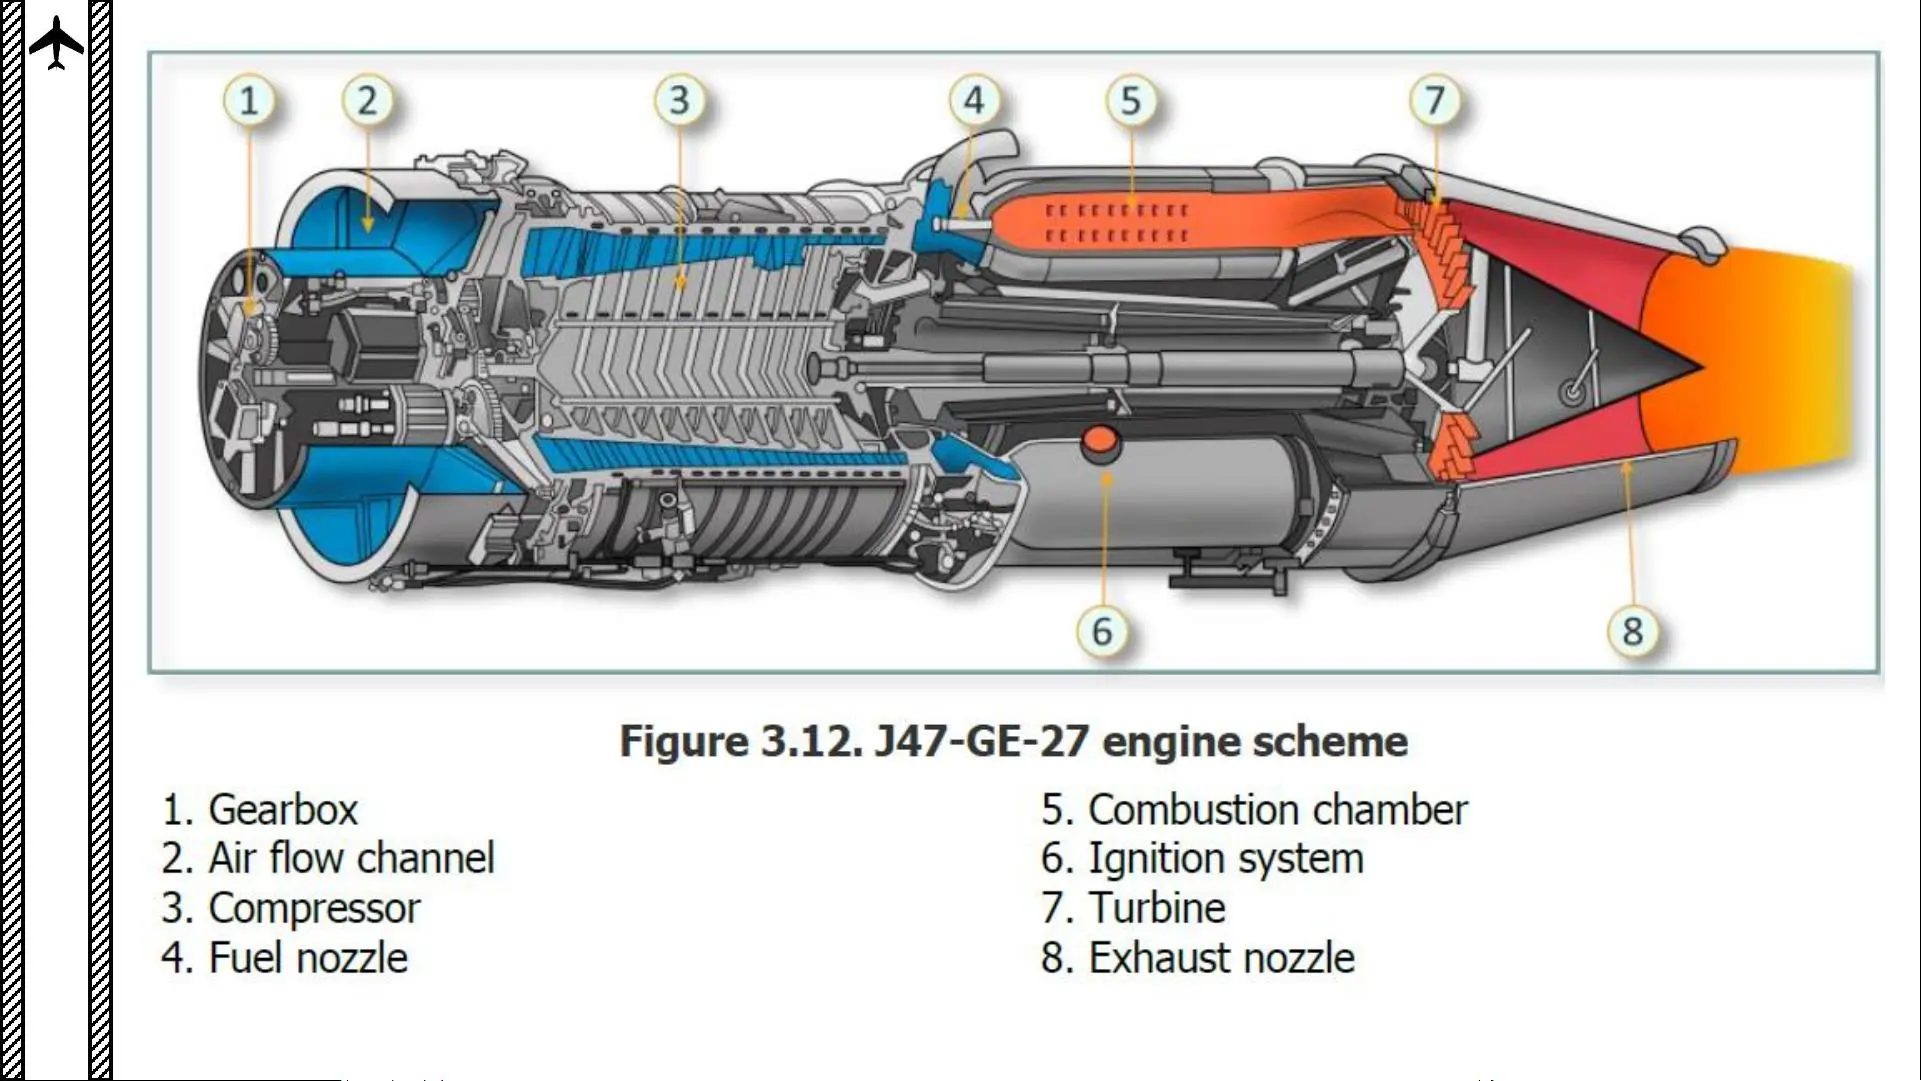 1 2 3 4 5 7
6 8
Figure 3.12. J47-GE-27 engine scheme
1. Gearbox
2. Air flow channel
3. Compressor
4. Fuel nozzle
5. Combustion chamber
6. Ignition system
7. Turbine
8. Exhaust nozzle